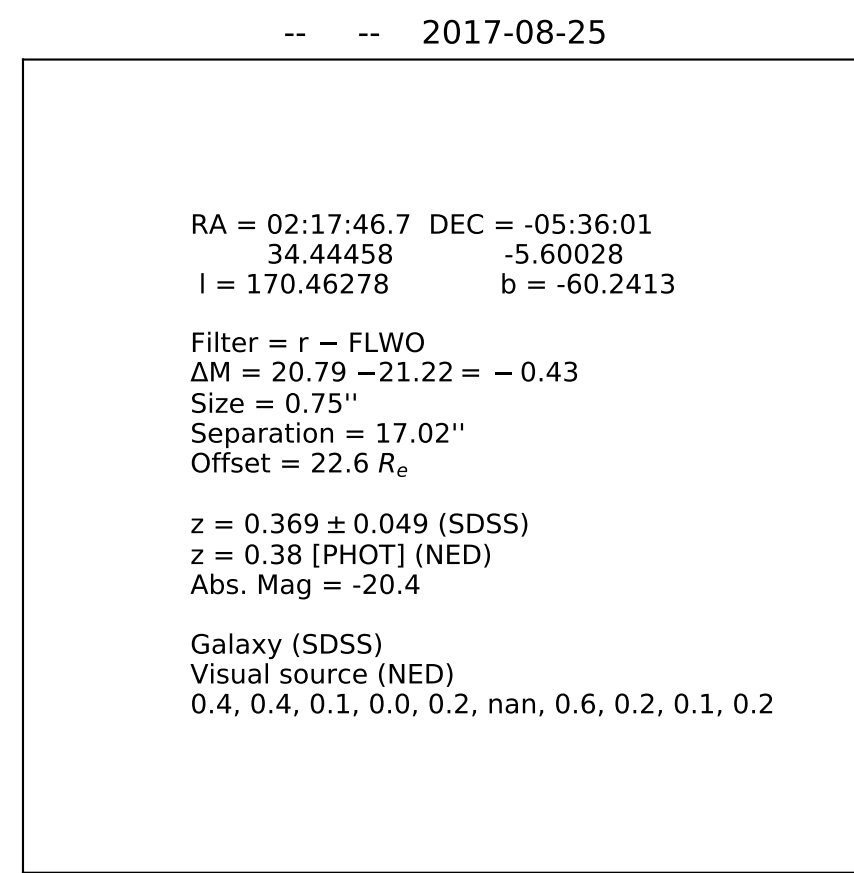 -- -- 2017-08-25
RA = 02:17:46.7 DEC = -05:36:01
34.44458 -5.60028
l = 170.46278 b = -60.2413
Filter = r − FLWO
ΔM = 20.79 −21.22 = − 0.43
Size = 0.75''
Separation = 17.02''
Offset = 22.6 Rₑ
z = 0.369 ± 0.049 (SDSS)
z = 0.38 [PHOT] (NED)
Abs. Mag = -20.4
Galaxy (SDSS)
Visual source (NED)
0.4, 0.4, 0.1, 0.0, 0.2, nan, 0.6, 0.2, 0.1, 0.2